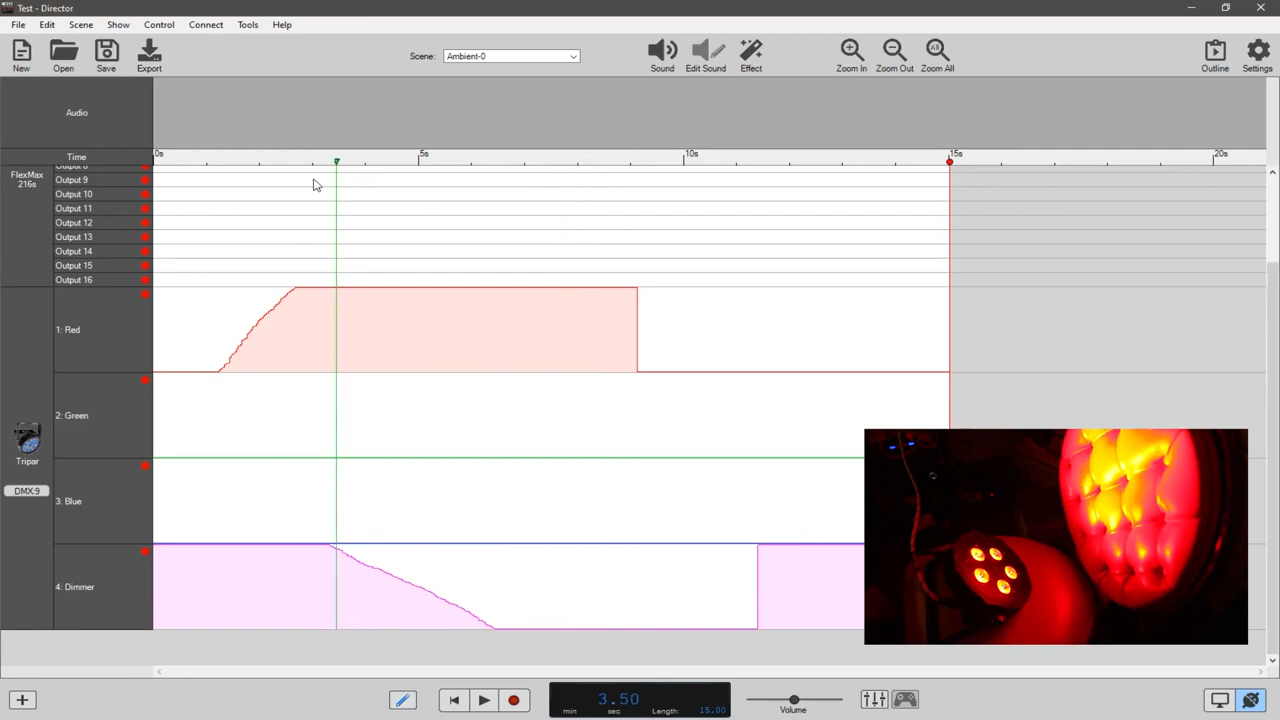 Test - Director
File Edit Scene Show Control Connect Tools Help
New Open Save Export
Scene: Ambient-0
Sound Edit Sound Effect
Zoom In Zoom Out All Zoom All
Outline Settings
Audio
Time
0s 5s 10s 15s 20s
FlexMax
216s
Output 8
Output 9
Output 10
Output 11
Output 12
Output 13
Output 14
Output 15
Output 16
1: Red
2: Green
3: Blue
4: Dimmer
Tripar
DMX:9
3.50
min sec Length: 15.00
Volume